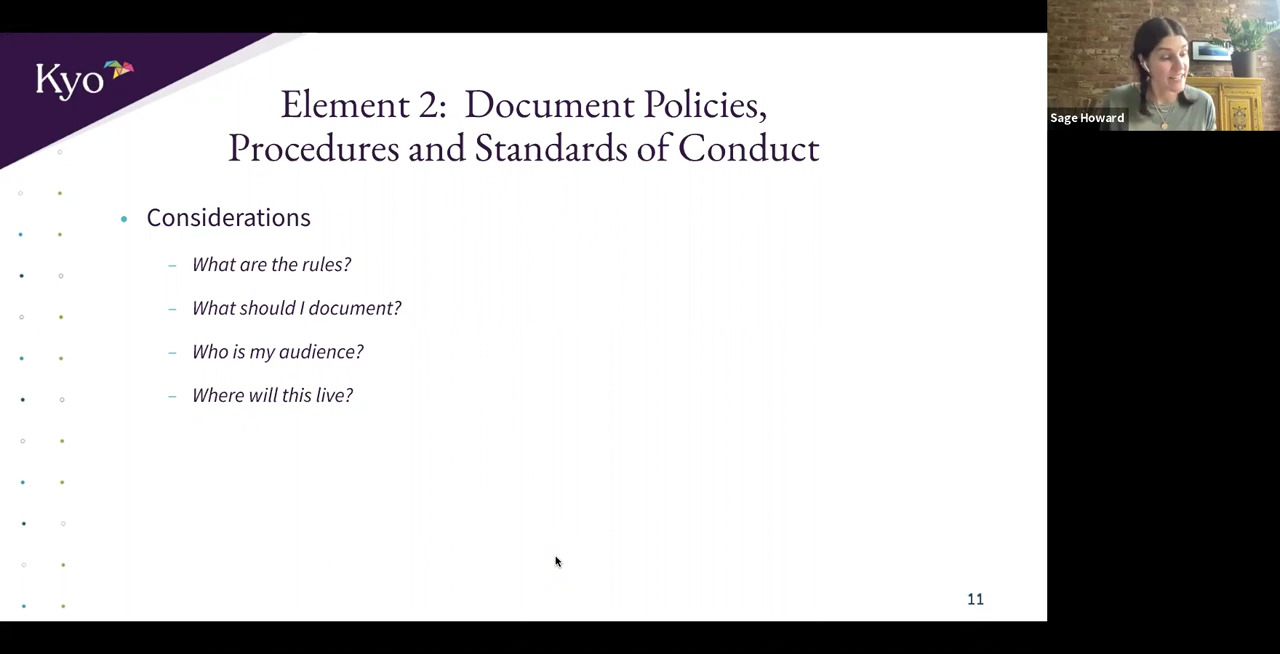 Kyo
Element 2: Document Policies,
Procedures and Standards of Conduct
• Considerations
– What are the rules?
– What should I document?
– Who is my audience?
– Where will this live?
11
Sage Howard